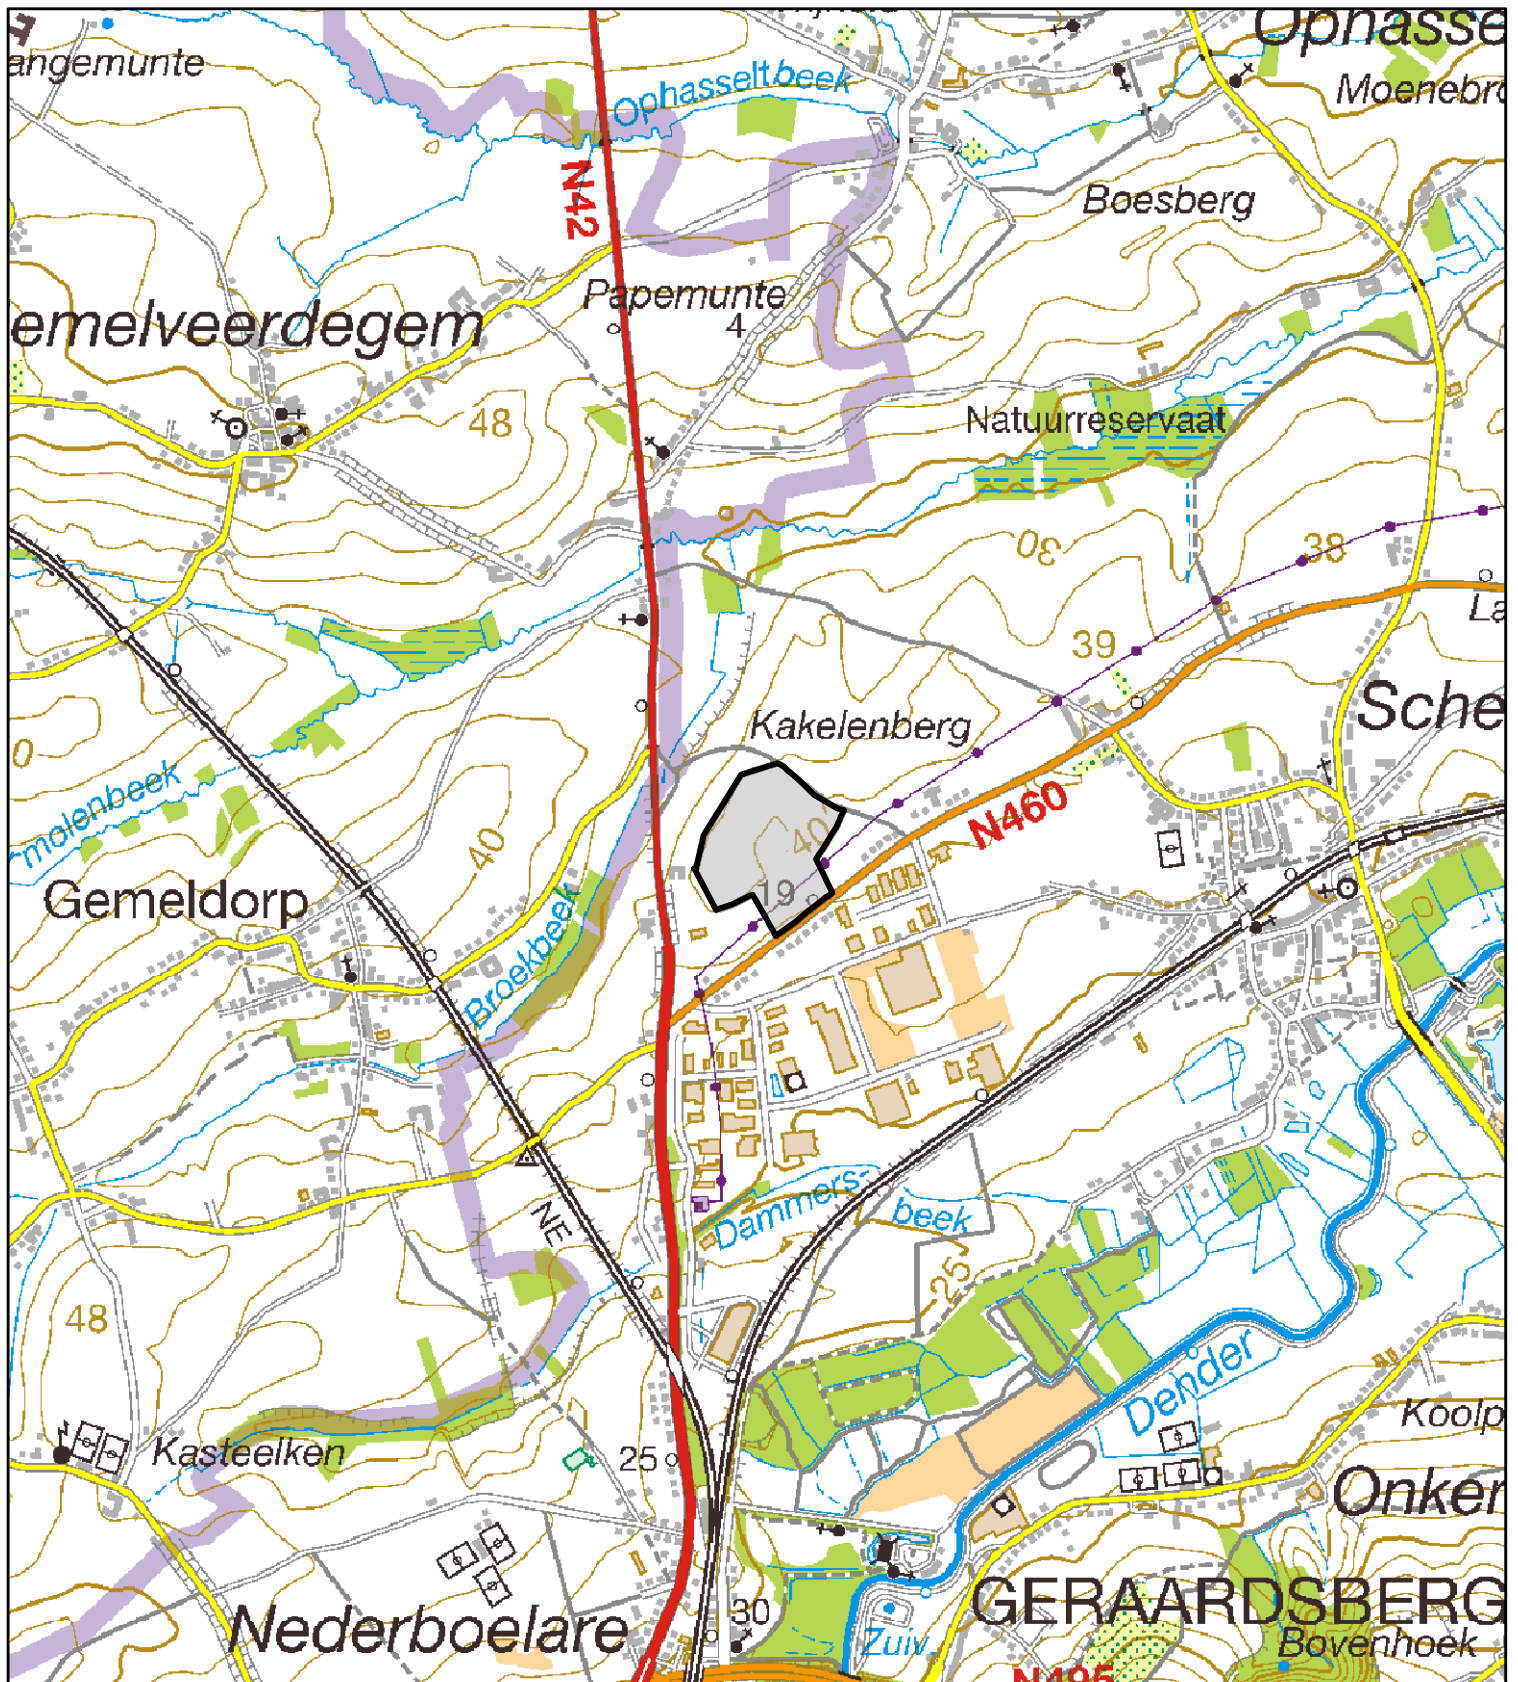 Ophasse
angemunte
Ophasseltbeek
Moenebro
N42
Boesberg
Papemunte
4
emelveerdegem
48
Natuurreservaat
30
38
39
La
Kakelenberg
Sche
0
molenbeek
40
N460
40
Gemeldorp
19
Broekbeek
Dammers-
beek
NE
25
48
Dender
Koolp
Kasteelken
25
Onker
GERAARDSBERG
30
Nederboelare
Zuiv.
Bovenhoek
N495